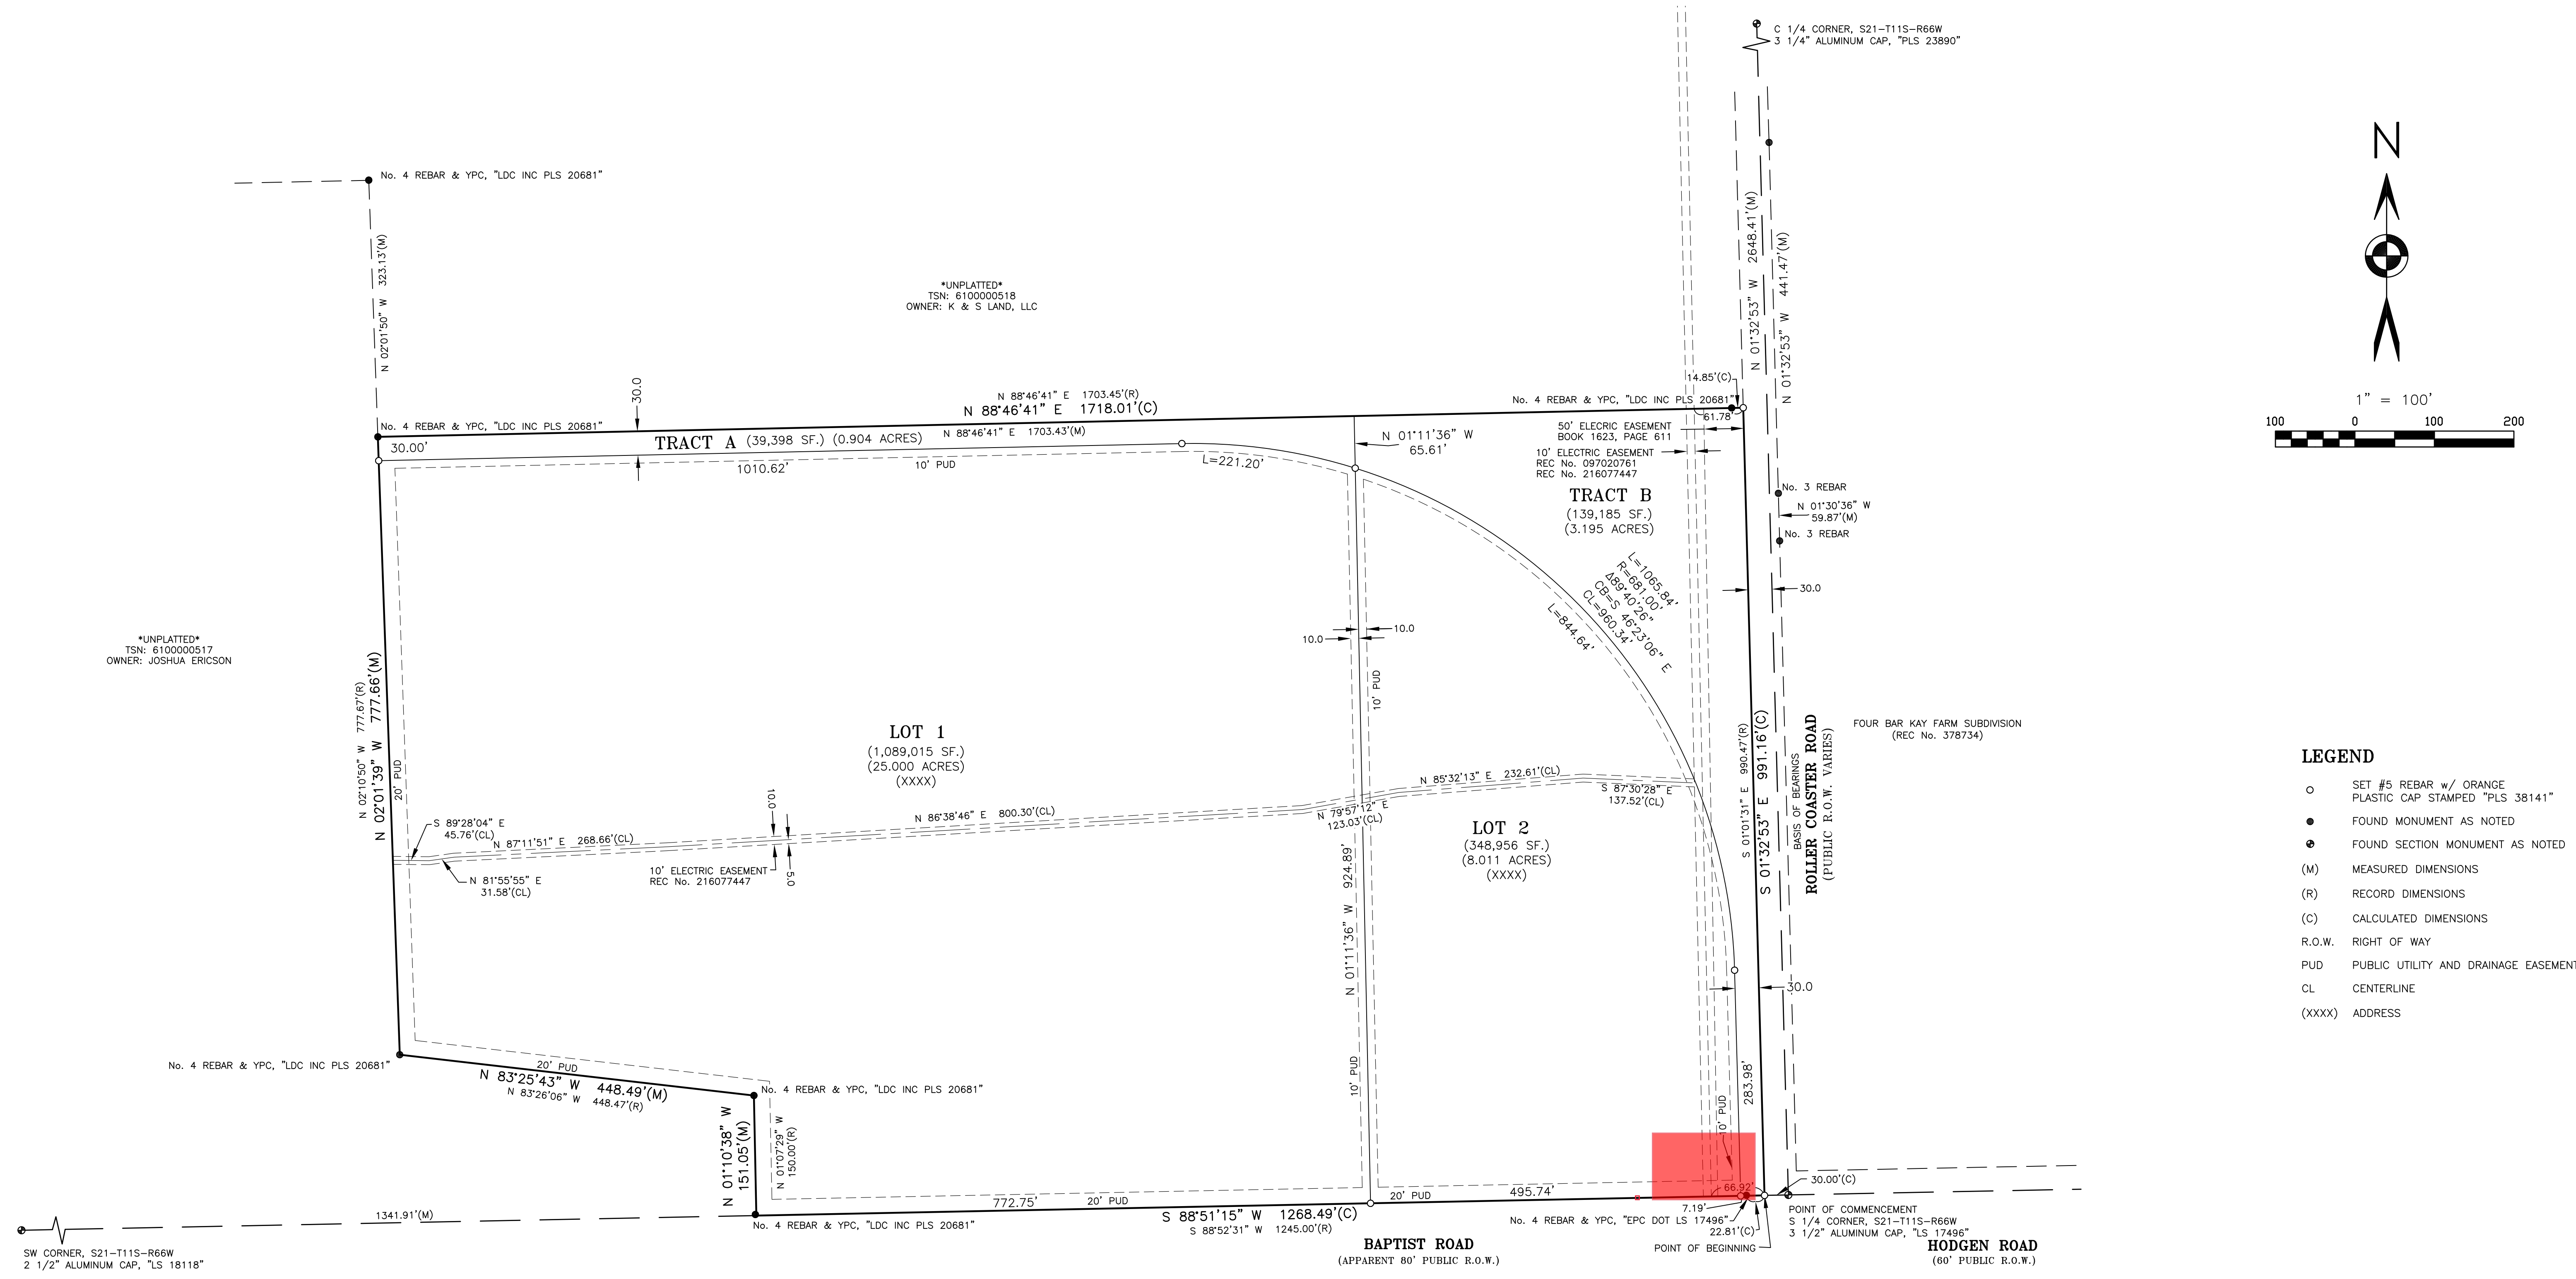 C 1/4 CORNER, S21-T11S-R66W
3 1/4" ALUMINUM CAP, "PLS 23890"
N
1" = 100'
100 0 100 200
No. 4 REBAR & YPC, "LDC INC PLS 20681"
N 02°01'50" W 323.13'(M)
*UNPLATTED*
TSN: 6100000518
OWNER: K & S LAND, LLC
N 01°32'53" W 2648.41'(M)
N 01°32'53" W 441.47'(M)
30.0
N 88°46'41" E 1703.45'(R)
N 88°46'41" E 1718.01'(C)
14.85'(C)
No. 4 REBAR & YPC, "LDC INC PLS 20681"
61.78'
No. 4 REBAR & YPC, "LDC INC PLS 20681"
30.00'
TRACT A (39,398 SF.) (0.904 ACRES)
N 88°46'41" E 1703.43'(M)
1010.62'
10' PUD
L=221.20'
N 01°11'36" W
65.61'
50' ELECRIC EASEMENT
BOOK 1623, PAGE 611
10' ELECTRIC EASEMENT
REC No. 097020761
REC No. 216077447
TRACT B
(139,185 SF.)
(3.195 ACRES)
No. 3 REBAR
N 01°30'36" W
59.87'(M)
No. 3 REBAR
L=1065.84'
R=681.00'
Δ89°40'26"
CB=S 46°23'06" E
CL=960.34'
L=844.64'
30.0
10.0
10.0
10' PUD
*UNPLATTED*
TSN: 6100000517
OWNER: JOSHUA ERICSON
N 02°10'50" W 777.67'(R)
N 02°01'39" W 777.66'(M)
20' PUD
LOT 1
(1,089,015 SF.)
(25.000 ACRES)
(XXXX)
S 01°01'31" E 990.47'(R)
S 01°32'53" E 991.16'(C)
BASIS OF BEARINGS
ROLLER COASTER ROAD
(PUBLIC R.O.W. VARIES)
FOUR BAR KAY FARM SUBDIVISION
(REC No. 378734)
S 89°28'04" E
45.76'(CL)
N 87°11'51" E 268.66'(CL)
10.0
N 86°38'46" E 800.30'(CL)
N 79°57'12" E
123.03'(CL)
N 85°32'13" E 232.61'(CL)
S 87°30'28" E
137.52'(CL)
N 81°55'55" E
31.58'(CL)
10' ELECTRIC EASEMENT
REC No. 216077447
5.0
LOT 2
(348,956 SF.)
(8.011 ACRES)
(XXXX)
N 01°11'36" W 924.89'
LEGEND
SET #5 REBAR w/ ORANGE
PLASTIC CAP STAMPED "PLS 38141"
FOUND MONUMENT AS NOTED
FOUND SECTION MONUMENT AS NOTED
(M) MEASURED DIMENSIONS
(R) RECORD DIMENSIONS
(C) CALCULATED DIMENSIONS
R.O.W. RIGHT OF WAY
PUD PUBLIC UTILITY AND DRAINAGE EASEMENT
CL CENTERLINE
(XXXX) ADDRESS
30.0
No. 4 REBAR & YPC, "LDC INC PLS 20681"
20' PUD
N 83°25'43" W 448.49'(M)
N 83°26'06" W 448.47'(R)
No. 4 REBAR & YPC, "LDC INC PLS 20681"
N 01°10'38" W
151.05'(M)
N 01°07'29" W
150.00'(R)
10' PUD
10' PUD
283.98'
772.75'
20' PUD
20' PUD
495.74'
66.92'
30.00'(C)
1341.91'(M)
No. 4 REBAR & YPC, "LDC INC PLS 20681"
S 88°51'15" W 1268.49'(C)
S 88°52'31" W 1245.00'(R)
7.19'
No. 4 REBAR & YPC, "EPC DOT LS 17496"
22.81'(C)
POINT OF BEGINNING
POINT OF COMMENCEMENT
S 1/4 CORNER, S21-T11S-R66W
3 1/2" ALUMINUM CAP, "LS 17496"
BAPTIST ROAD
(APPARENT 80' PUBLIC R.O.W.)
HODGEN ROAD
(60' PUBLIC R.O.W.)
SW CORNER, S21-T11S-R66W
2 1/2" ALUMINUM CAP, "LS 18118"